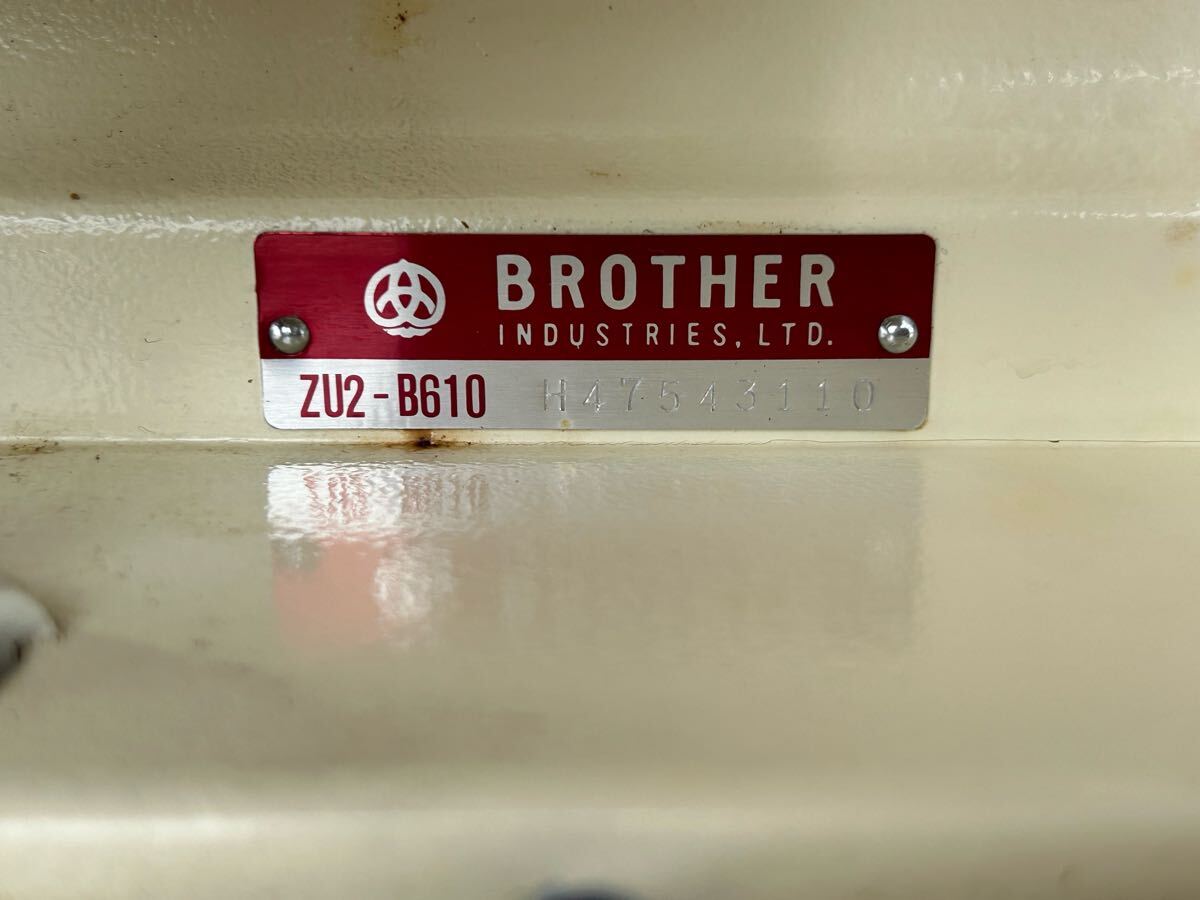 BROTHER
INDUSTRIES, LTD.
ZU2-B610 H47543110